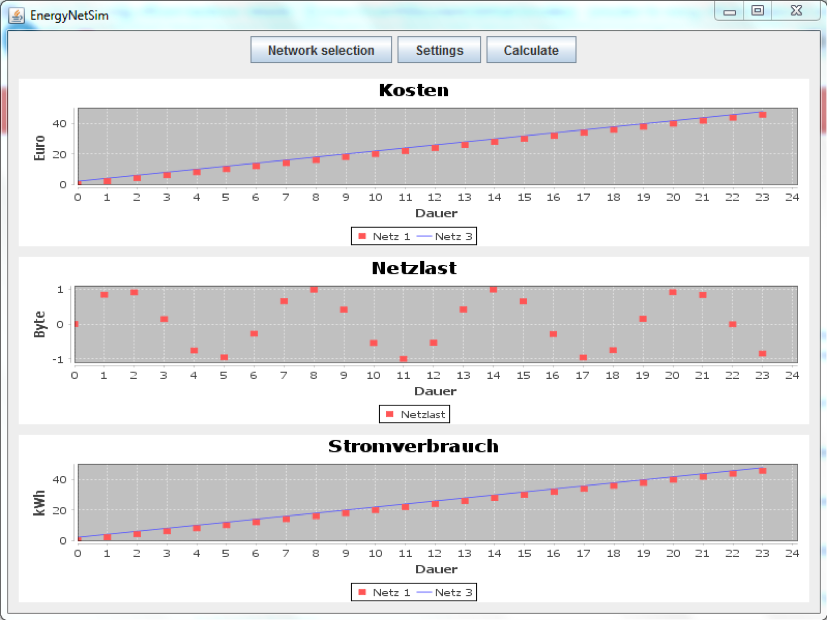 EnergyNetSim
Network selection Settings Calculate
Kosten
Euro
40
20
0
0 1 2 3 4 5 6 7 8 9 10 11 12 13 14 15 16 17 18 19 20 21 22 23 24
Dauer
Netz 1 Netz 3
Netzlast
Byte
1
0
-1
0 1 2 3 4 5 6 7 8 9 10 11 12 13 14 15 16 17 18 19 20 21 22 23 24
Dauer
Netzlast
Stromverbrauch
kWh
40
20
0
0 1 2 3 4 5 6 7 8 9 10 11 12 13 14 15 16 17 18 19 20 21 22 23 24
Dauer
Netz 1 Netz 3